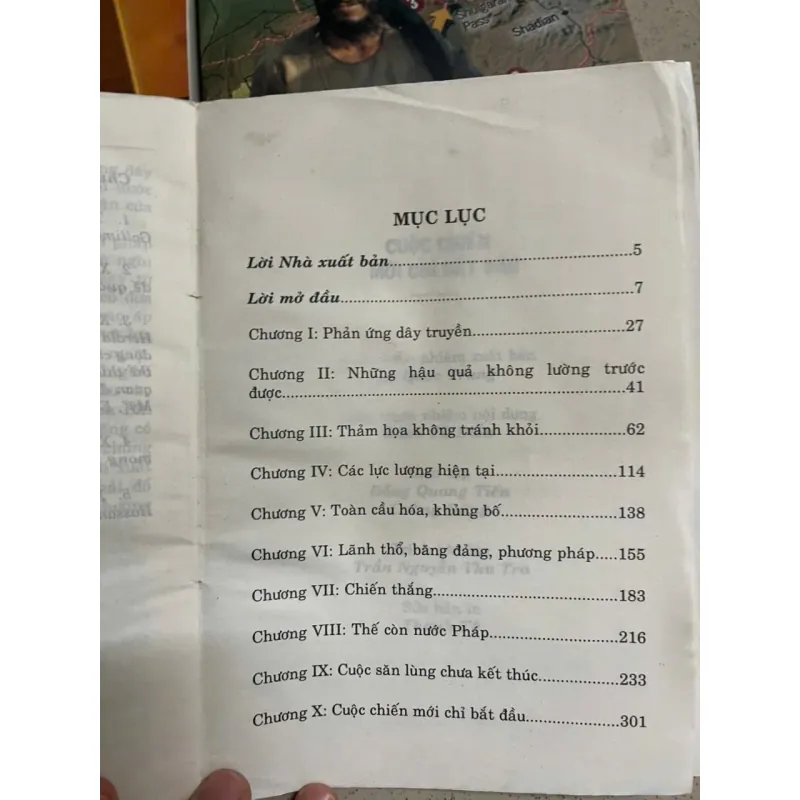 Shadian
MỤC LỤC
Lời Nhà xuất bản..................................................5
Lời mở đầu............................................................7
Chương I: Phản ứng dây truyền..............................27
Chương II: Những hậu quả không lường trước
được......................................................................41
Chương III: Thảm họa không tránh khỏi.................62
Chương IV: Các lực lượng hiện tại.........................114
Chương V: Toàn cầu hóa, khủng bố.......................138
Chương VI: Lãnh thổ, băng đảng, phương pháp.....155
Chương VII: Chiến thắng.....................................183
Chương VIII: Thế còn nước Pháp..........................216
Chương IX: Cuộc săn lùng chưa kết thúc................233
Chương X: Cuộc chiến mới chỉ bắt đầu...................301